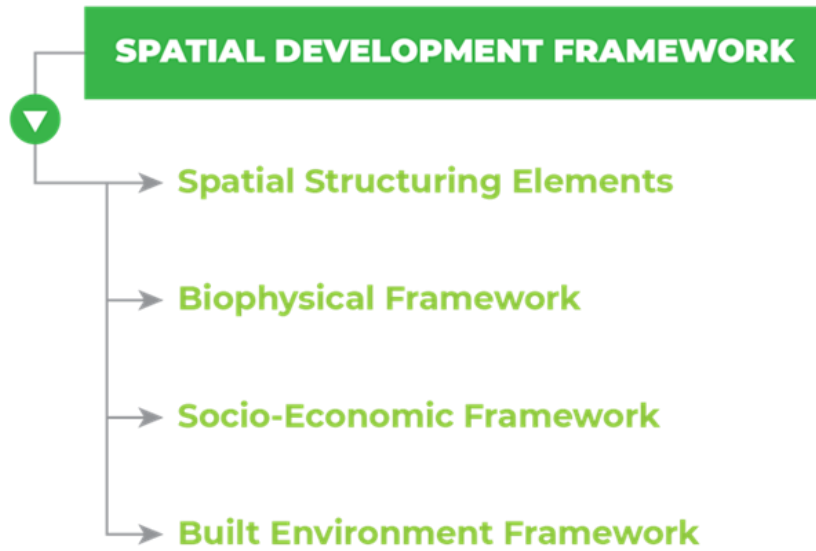 SPATIAL DEVELOPMENT FRAMEWORK
Spatial Structuring Elements
Biophysical Framework
Socio-Economic Framework
Built Environment Framework